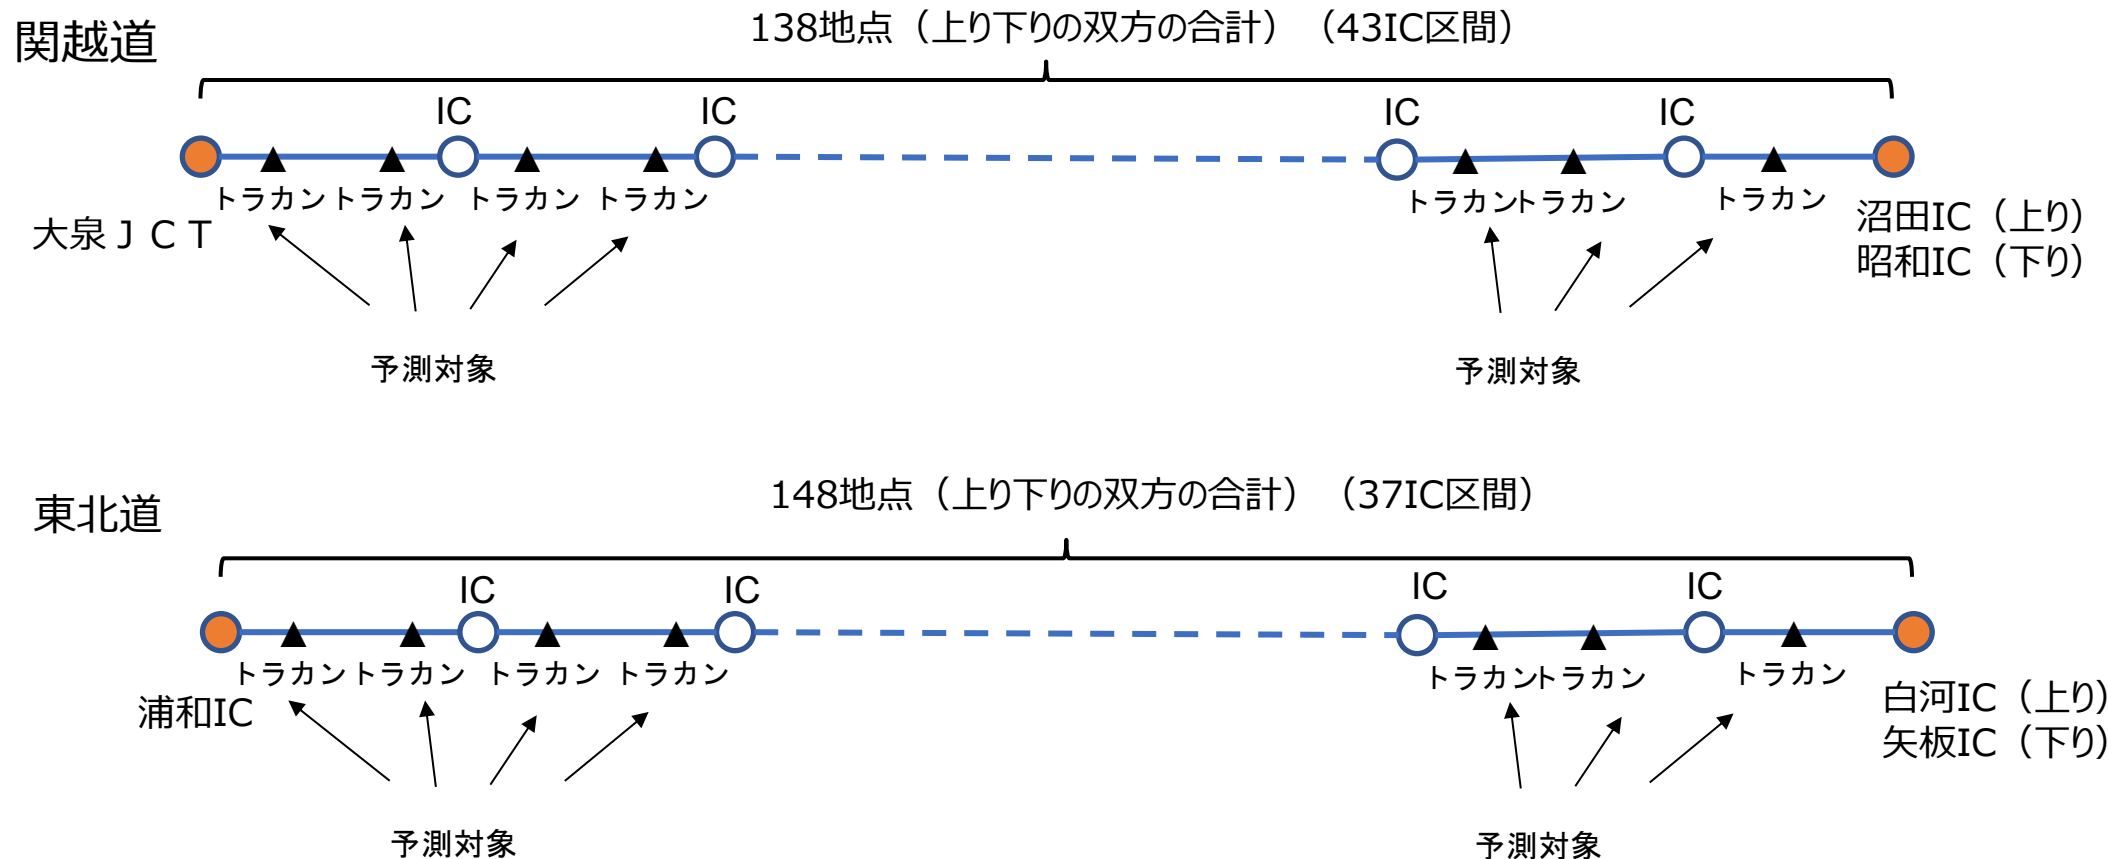 関越道
138地点（上り下りの双方の合計）（43IC区間）
IC
IC
IC
IC
トラカン
トラカン
トラカン
トラカン
トラカン
トラカン
トラカン
大泉ＪＣＴ
沼田IC（上り）
昭和IC（下り）
予測対象
予測対象
東北道
148地点（上り下りの双方の合計）（37IC区間）
IC
IC
IC
IC
トラカン
トラカン
トラカン
トラカン
トラカン
トラカン
トラカン
浦和IC
白河IC（上り）
矢板IC（下り）
予測対象
予測対象